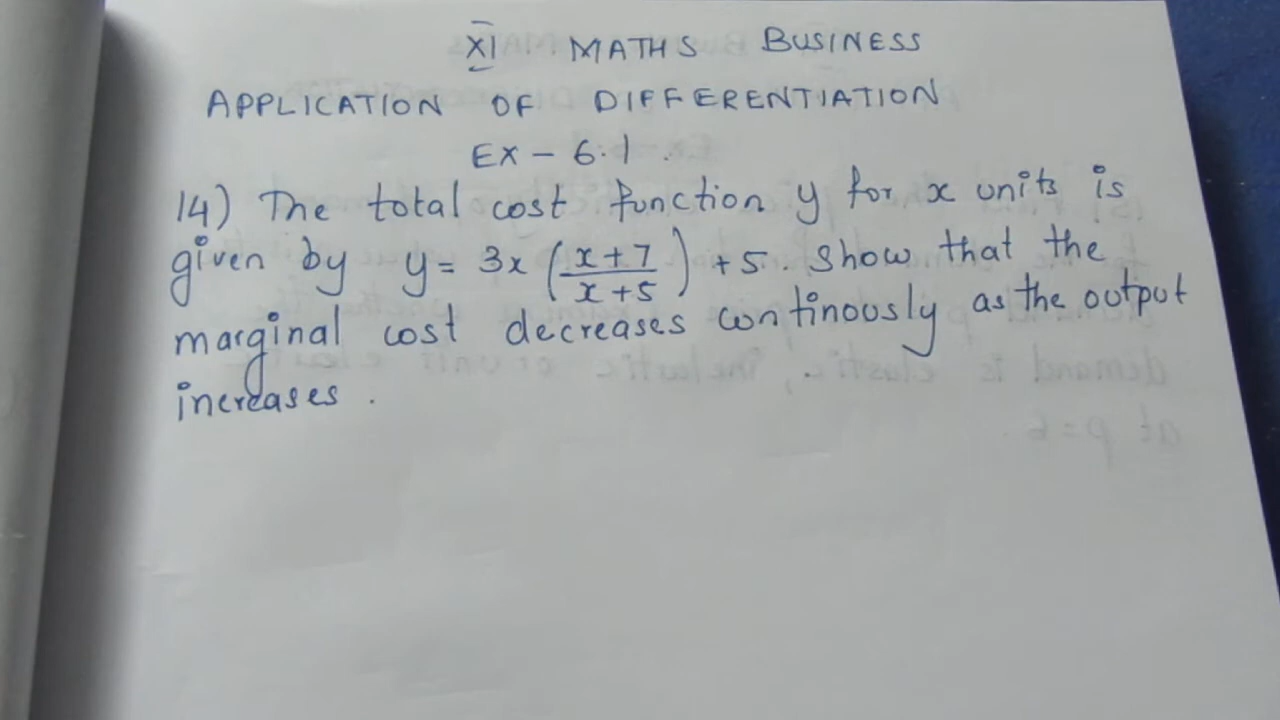 XI MATHS BUSINESS
APPLICATION OF DIFFERENTIATION
EX - 6.1.
14) The total cost function y for x units is
given by y = 3x (x+7/x+5) +5. Show that the
marginal cost decreases continously as the output
increases.